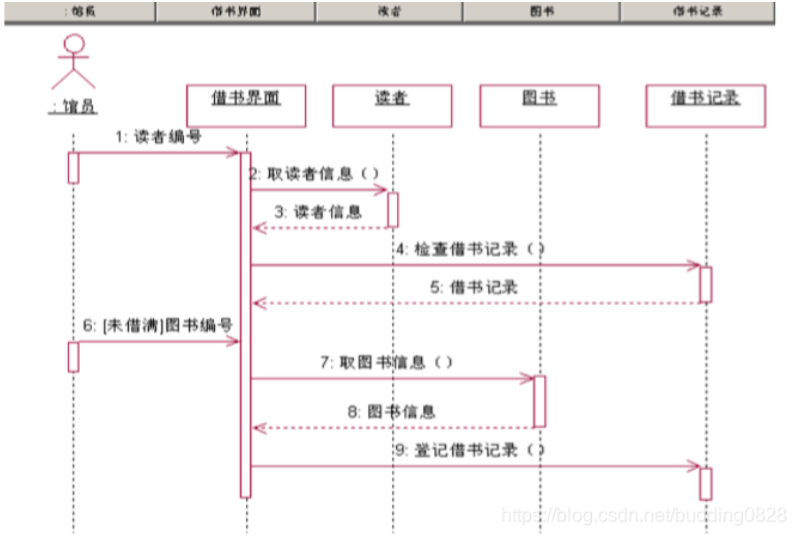 : 馆员 借书界面 读者 图书 借书记录
借书界面 读者 图书 借书记录
: 馆员
1: 读者编号
2: 取读者信息（）
3: 读者信息
4: 检查借书记录（）
5: 借书记录
6: [未借满]图书编号
7: 取图书信息（）
8: 图书信息
9: 登记借书记录（）
https://blog.csdn.net/budding0828